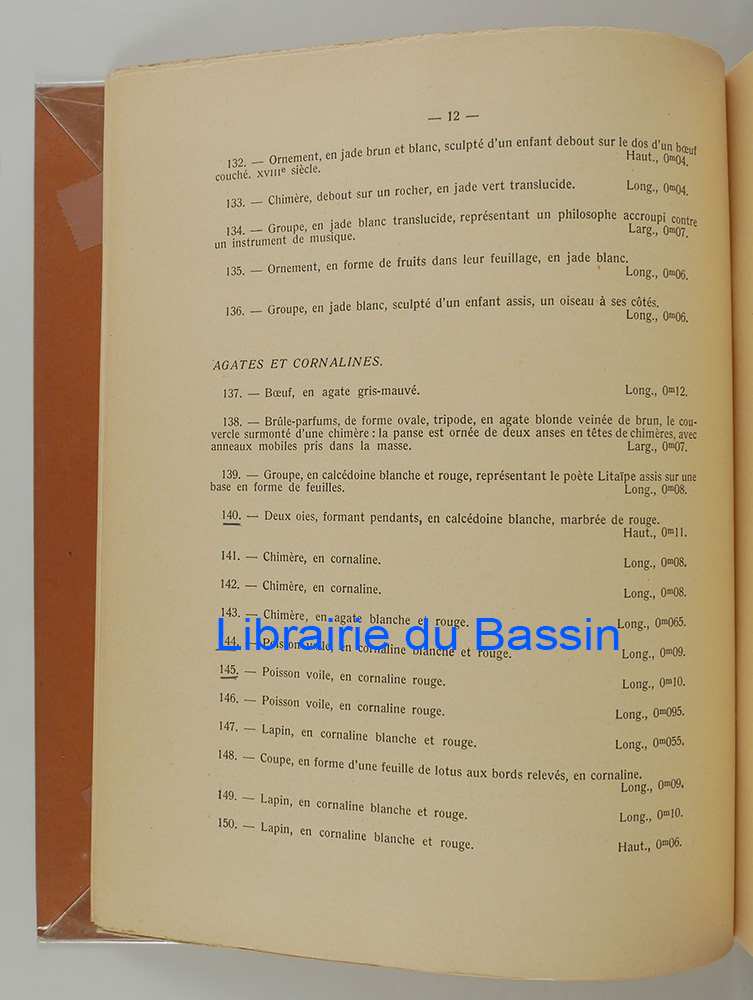 — 12 —
132. — Ornement, en jade brun et blanc, sculpté d'un enfant debout sur le dos d'un bœuf
couché. XVIIIe siècle. Haut., 0m04.
133. — Chimère, debout sur un rocher, en jade vert translucide. Long., 0m04.
134. — Groupe, en jade blanc translucide, représentant un philosophe accroupi contre
un instrument de musique. Larg., 0m07.
135. — Ornement, en forme de fruits dans leur feuillage, en jade blanc.
Long., 0m06.
136. — Groupe, en jade blanc, sculpté d'un enfant assis, un oiseau à ses côtés.
Long., 0m06.
AGATES ET CORNALINES.
137. — Bœuf, en agate gris-mauvé. Long., 0m12.
138. — Brûle-parfums, de forme ovale, tripode, en agate blonde veinée de brun, le cou-
vercle surmonté d'une chimère : la panse est ornée de deux anses en têtes de chimères, avec
anneaux mobiles pris dans la masse. Larg., 0m07.
139. — Groupe, en calcédoine blanche et rouge, représentant le poète Litaïpe assis sur une
base en forme de feuilles. Long., 0m08.
140. — Deux oies, formant pendants, en calcédoine blanche, marbrée de rouge.
Haut., 0m11.
141. — Chimère, en cornaline. Long., 0m08.
142. — Chimère, en cornaline. Long., 0m08.
143. — Chimère, en agate blanche et rouge. Long., 0m065.
Librairie du Bassin
144. — Poisson voile, en cornaline blanche et rouge. Long., 0m09.
145. — Poisson voile, en cornaline rouge. Long., 0m10.
146. — Poisson voile, en cornaline rouge. Long., 0m095.
147. — Lapin, en cornaline blanche et rouge. Long., 0m055.
148. — Coupe, en forme d'une feuille de lotus aux bords relevés, en cornaline.
Long., 0m09.
149. — Lapin, en cornaline blanche et rouge. Long., 0m10.
150. — Lapin, en cornaline blanche et rouge. Haut., 0m06.